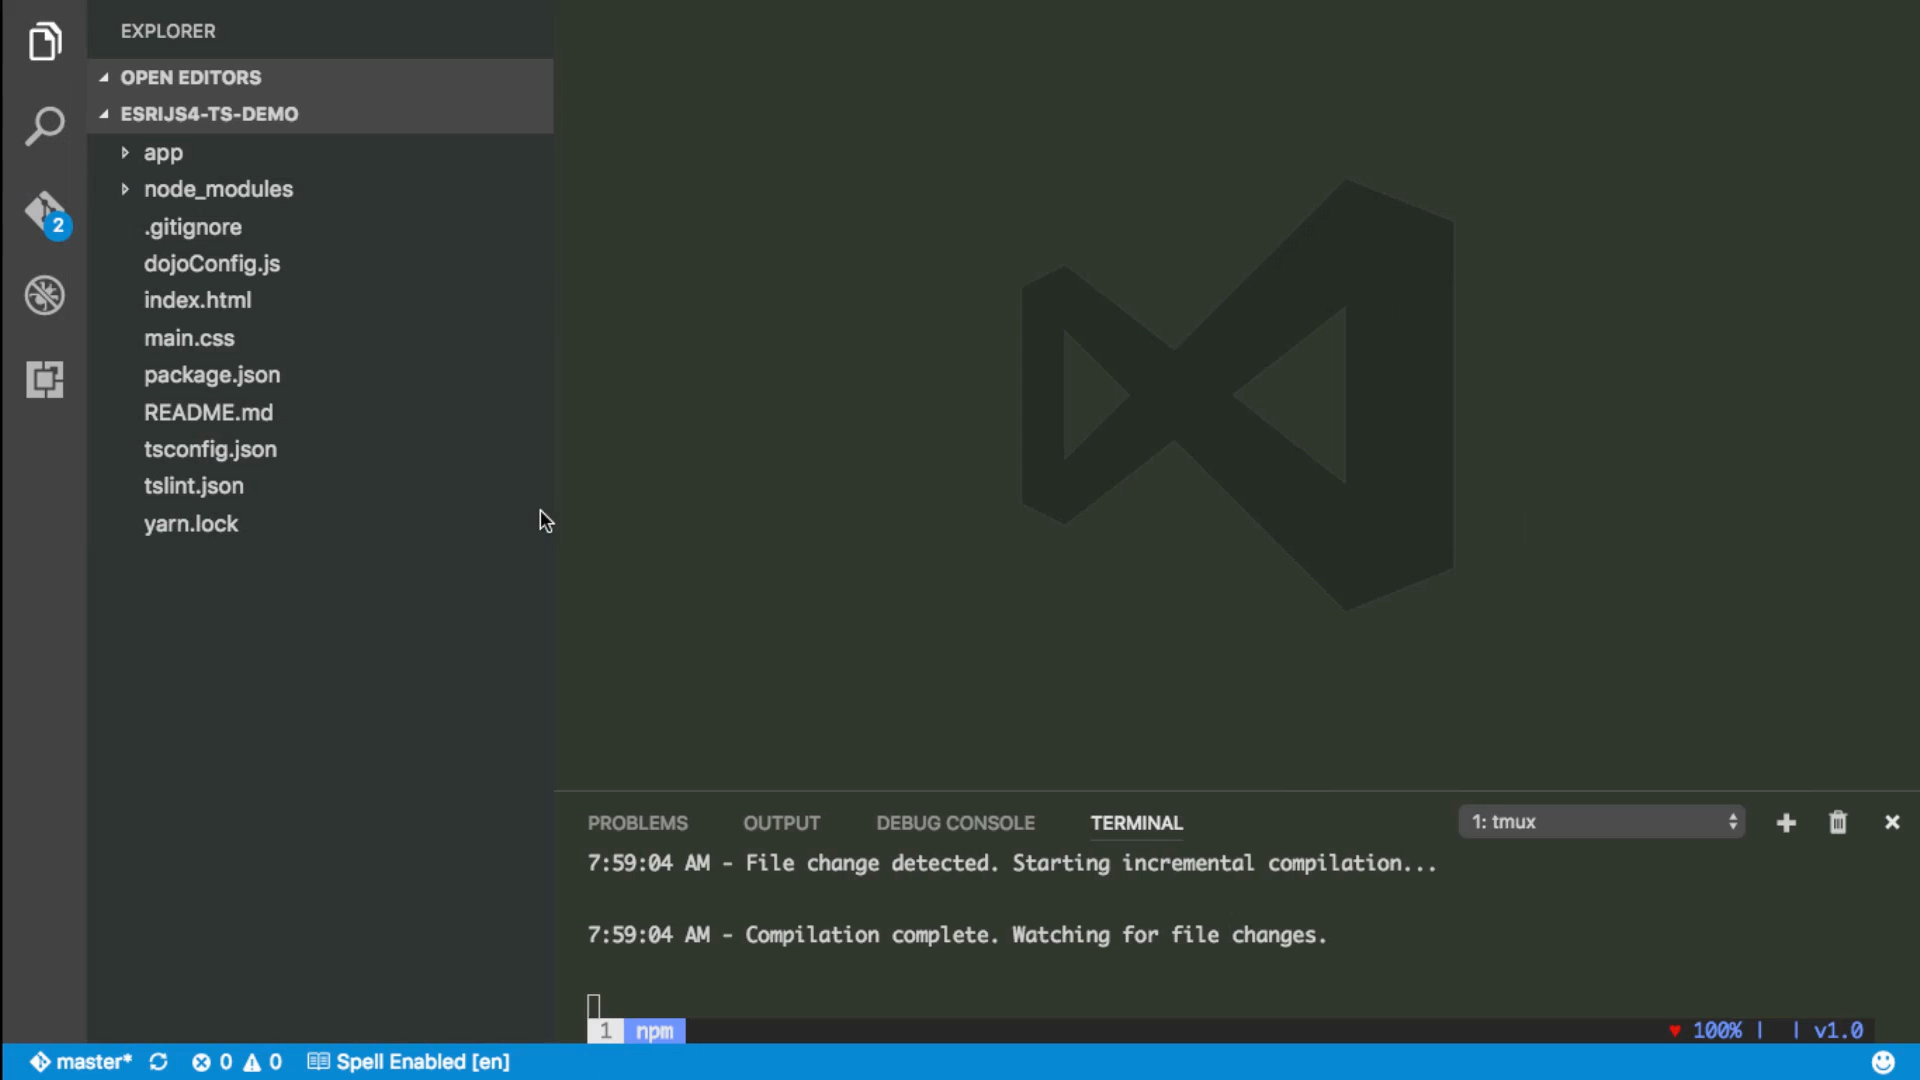 EXPLORER
OPEN EDITORS
ESRIJS4-TS-DEMO
app
node_modules
.gitignore
dojoConfig.js
index.html
main.css
package.json
README.md
tsconfig.json
tslint.json
yarn.lock
2
PROBLEMS OUTPUT DEBUG CONSOLE TERMINAL 1: tmux
7:59:04 AM - File change detected. Starting incremental compilation...
7:59:04 AM - Compilation complete. Watching for file changes.
1 npm ♥ 100% | | v1.0
master* 0 0 Spell Enabled [en]